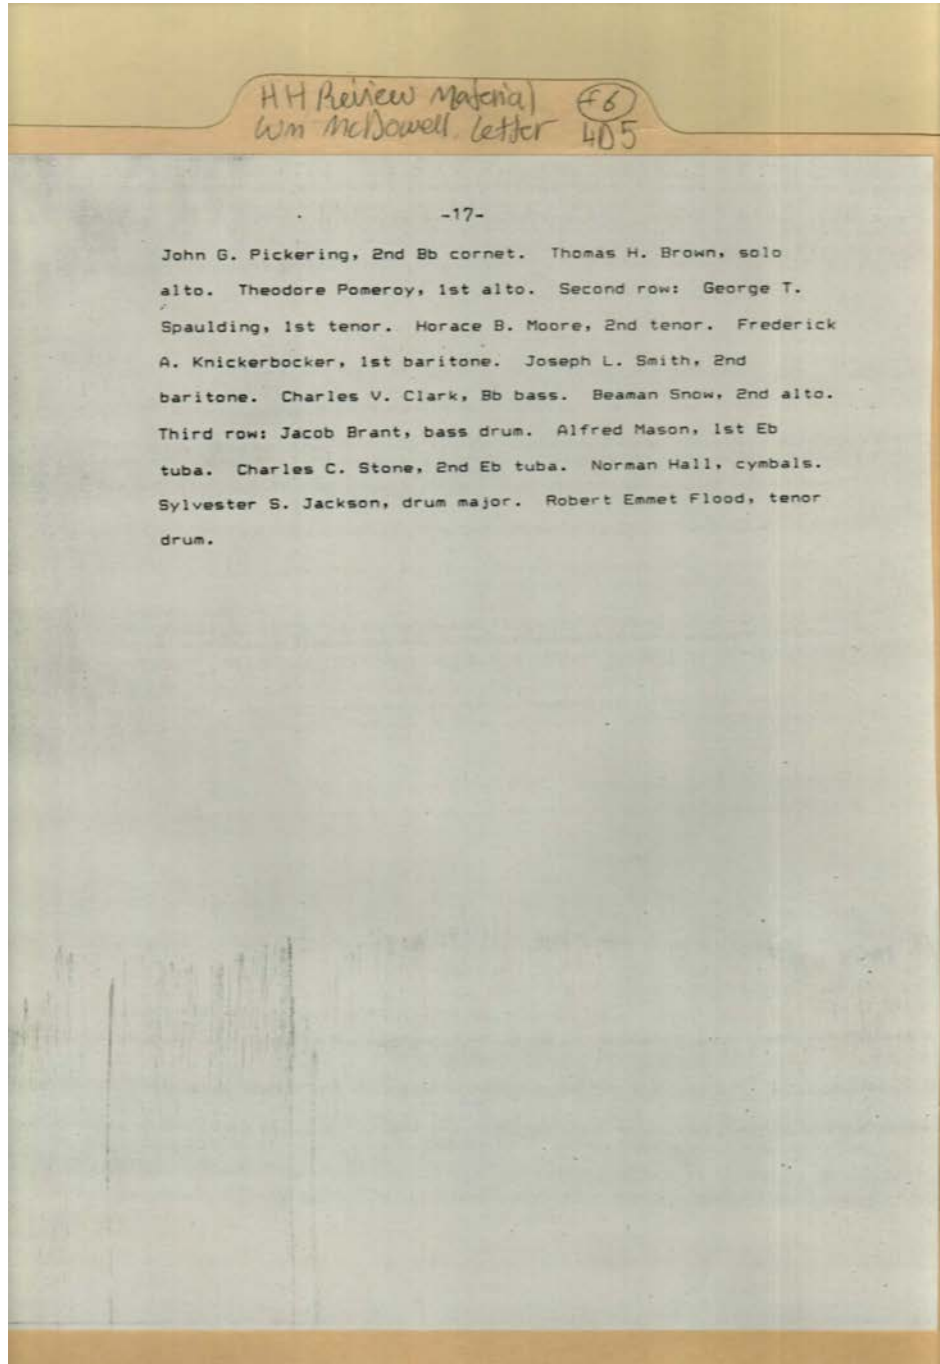 HH Review Material F6
Wm McDowell Letter 4D5
-17-
John G. Pickering, 2nd Bb cornet. Thomas H. Brown, solo
alto. Theodore Pomeroy, 1st alto. Second row: George T.
Spaulding, 1st tenor. Horace B. Moore, 2nd tenor. Frederick
A. Knickerbocker, 1st baritone. Joseph L. Smith, 2nd
baritone. Charles V. Clark, Bb bass. Beaman Snow, 2nd alto.
Third row: Jacob Brant, bass drum. Alfred Mason, 1st Eb
tuba. Charles C. Stone, 2nd Eb tuba. Norman Hall, cymbals.
Sylvester S. Jackson, drum major. Robert Emmet Flood, tenor
drum.